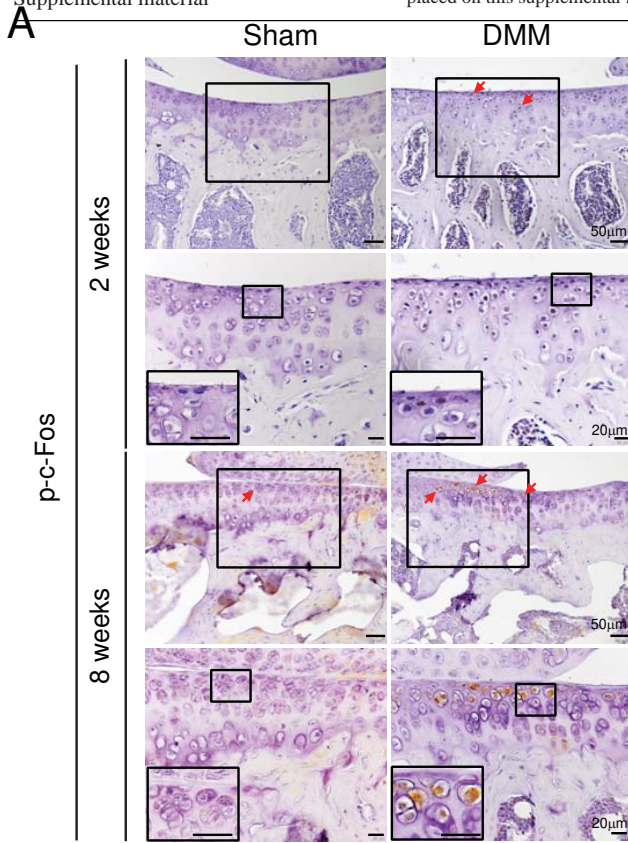 Supplemental material
placed on this supplemental
A
Sham DMM
p-c-Fos
2 weeks
50µm
20µm
8 weeks
50µm
20µm